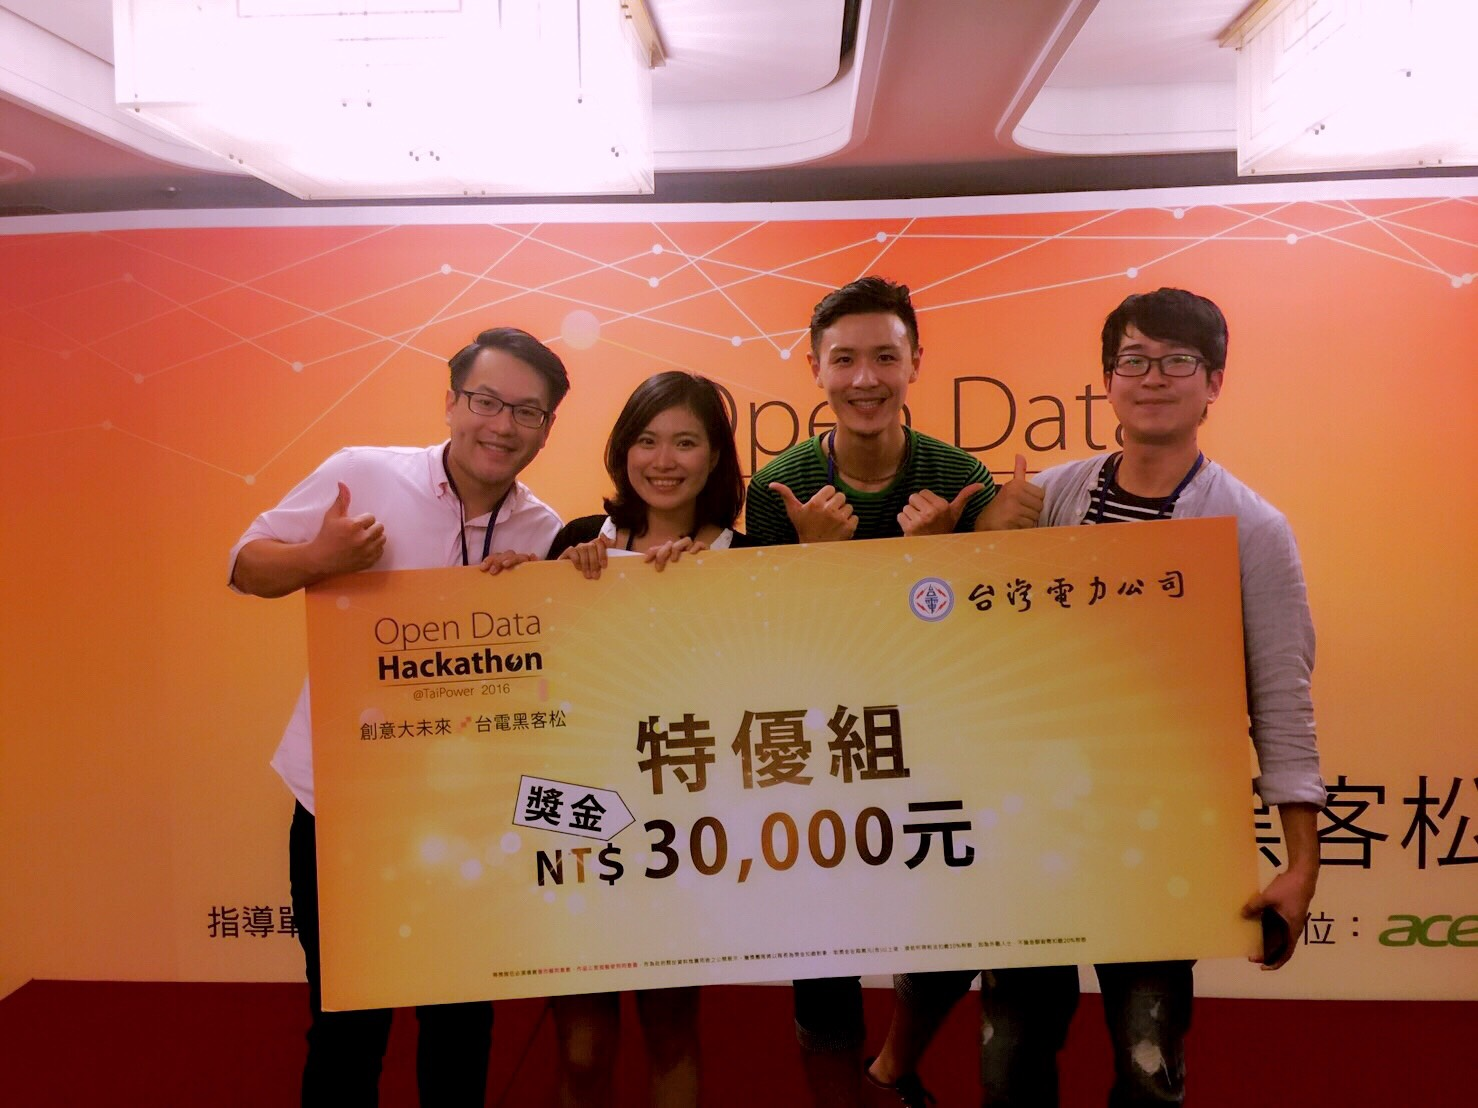 Open Data
黑客松
指導單
位：ace
台灣電力公司
Open Data
Hackathon
@TaiPower 2016
創意大未來 台電黑客松
特優組
獎金
NT$ 30,000元